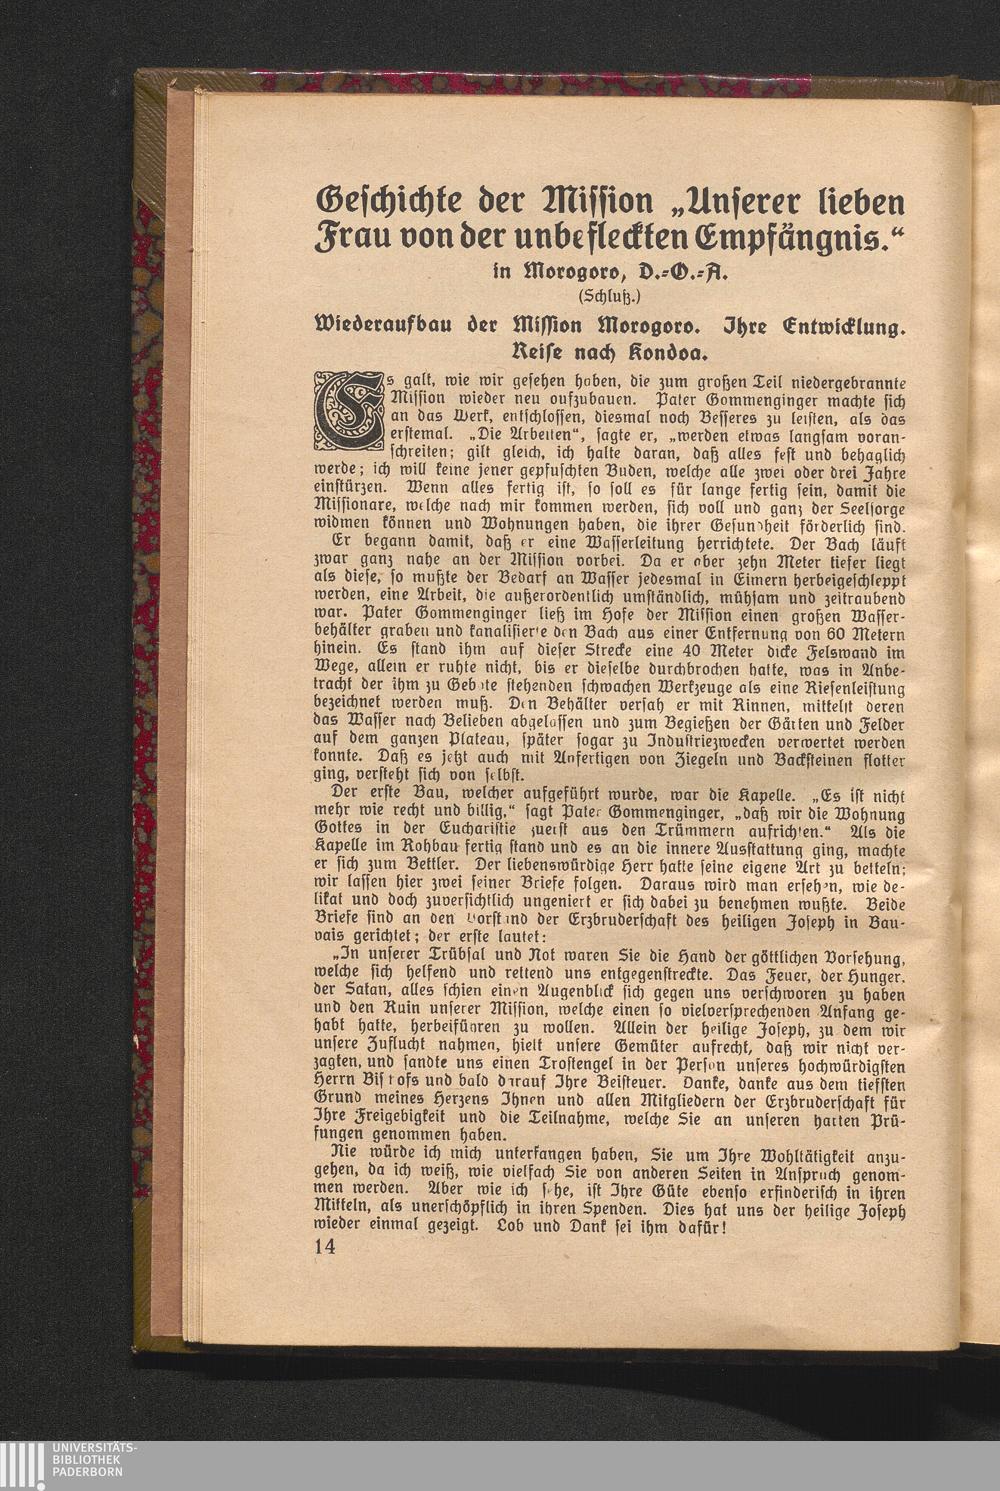 Geschichte der Mission „Unserer lieben
Frau von der unbefleckten Empfängnis.“
in Morogoro, D.-O.-A.
(Schluß.)
Wiederaufbau der Mission Morogoro. Ihre Entwicklung.
Reise nach Kondoa.
Es galt, wie wir gesehen haben, die zum großen Teil niedergebrannte
Mission wieder neu aufzubauen. Pater Gommenginger machte sich
an das Werk, entschlossen, diesmal noch Besseres zu leisten, als das
erstemal. „Die Arbeiten“, sagte er, „werden etwas langsam voran-
schreiten; gilt gleich, ich halte daran, daß alles fest und behaglich
werde; ich will keine jener gepfuschten Buden, welche alle zwei oder drei Jahre
einstürzen. Wenn alles fertig ist, so soll es für lange fertig sein, damit die
Missionare, welche nach mir kommen werden, sich voll und ganz der Seelsorge
widmen können und Wohnungen haben, die ihrer Gesundheit förderlich sind.
Er begann damit, daß er eine Wasserleitung herrichtete. Der Bach läuft
zwar ganz nahe an der Mission vorbei. Da er aber zehn Meter tiefer liegt
als diese, so mußte der Bedarf an Wasser jedesmal in Eimern herbeigeschleppt
werden, eine Arbeit, die außerordentlich umständlich, mühsam und zeitraubend
war. Pater Gommenginger ließ im Hofe der Mission einen großen Wasser-
behälter graben und kanalisierte den Bach aus einer Entfernung von 60 Metern
hinein. Es stand ihm auf dieser Strecke eine 40 Meter dicke Felswand im
Wege, allein er ruhte nicht, bis er dieselbe durchbrochen hatte, was in Anbe-
tracht der ihm zu Gebote stehenden schwachen Werkzeuge als eine Riesenleistung
bezeichnet werden muß. Den Behälter versah er mit Rinnen, mittelst deren
das Wasser nach Belieben abgelassen und zum Begießen der Gärten und Felder
auf dem ganzen Plateau, später sogar zu Industriezwecken verwertet werden
konnte. Daß es jetzt auch mit Anfertigen von Ziegeln und Backsteinen flotter
ging, versteht sich von selbst.
Der erste Bau, welcher aufgeführt wurde, war die Kapelle. „Es ist nicht
mehr wie recht und billig,“ sagt Pater Gommenginger, „daß wir die Wohnung
Gottes in der Eucharistie zuerst aus den Trümmern aufrichten.“ Als die
Kapelle im Rohbau fertig stand und es an die innere Ausstattung ging, machte
er sich zum Bettler. Der liebenswürdige Herr hatte seine eigene Art zu betteln;
wir lassen hier zwei seiner Briefe folgen. Daraus wird man ersehen, wie de-
likat und doch zuversichtlich ungeniert er sich dabei zu benehmen wußte. Beide
Briefe sind an den Vorstand der Erzbruderschaft des heiligen Joseph in Bau-
vais gerichtet; der erste lautet:
„In unserer Trübsal und Not waren Sie die Hand der göttlichen Vorsehung,
welche sich helfend und rettend uns entgegenstreckte. Das Feuer, der Hunger.
der Satan, alles schien einen Augenblick sich gegen uns verschworen zu haben
und den Ruin unserer Mission, welche einen so vielversprechenden Anfang ge-
habt hatte, herbeiführen zu wollen. Allein der heilige Joseph, zu dem wir
unsere Zuflucht nahmen, hielt unsere Gemüter aufrecht, daß wir nicht ver-
zagten, und sandte uns einen Trostengel in der Person unseres hochwürdigsten
Herrn Bischofs und bald darauf Ihre Beisteuer. Danke, danke aus dem tiefsten
Grund meines Herzens Ihnen und allen Mitgliedern der Erzbruderschaft für
Ihre Freigebigkeit und die Teilnahme, welche Sie an unseren harten Prü-
fungen genommen haben.
Nie würde ich mich unterfangen haben, Sie um Ihre Wohltätigkeit anzu-
gehen, da ich weiß, wie vielfach Sie von anderen Seiten in Anspruch genom-
men werden. Aber wie ich sehe, ist Ihre Güte ebenso erfinderisch in ihren
Mitteln, als unerschöpflich in ihren Spenden. Dies hat uns der heilige Joseph
wieder einmal gezeigt. Lob und Dank sei ihm dafür!
14
UNIVERSITÄTS-
BIBLIOTHEK
PADERBORN